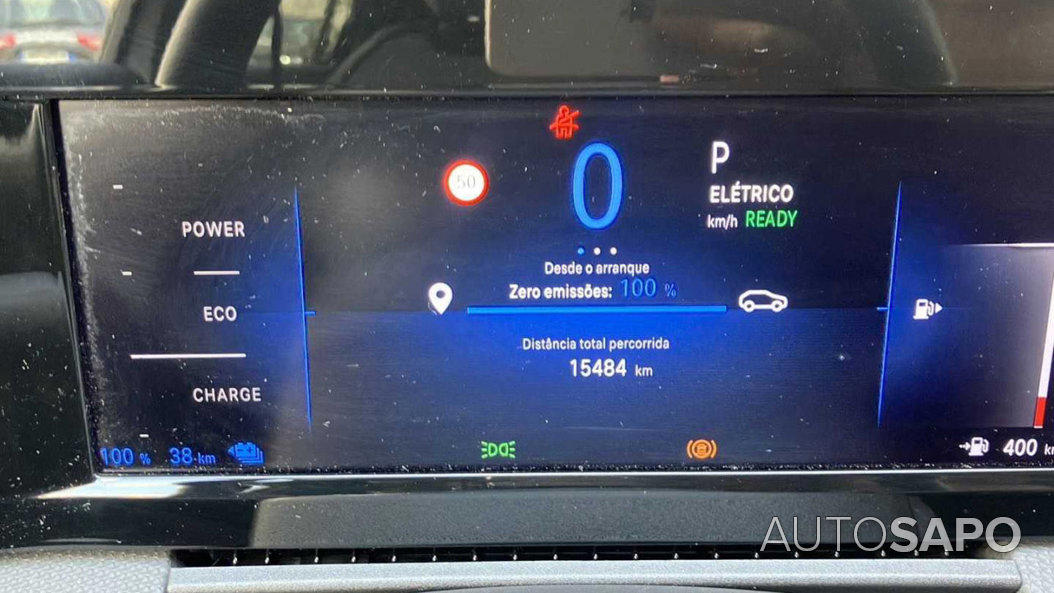 50
0
P
ELÉTRICO
km/h READY
POWER
ECO
CHARGE
Desde o arranque
Zero emissões: 100 %
Distância total percorrida
15484 km
100 % 38 km
400 km
AUTOSAPO